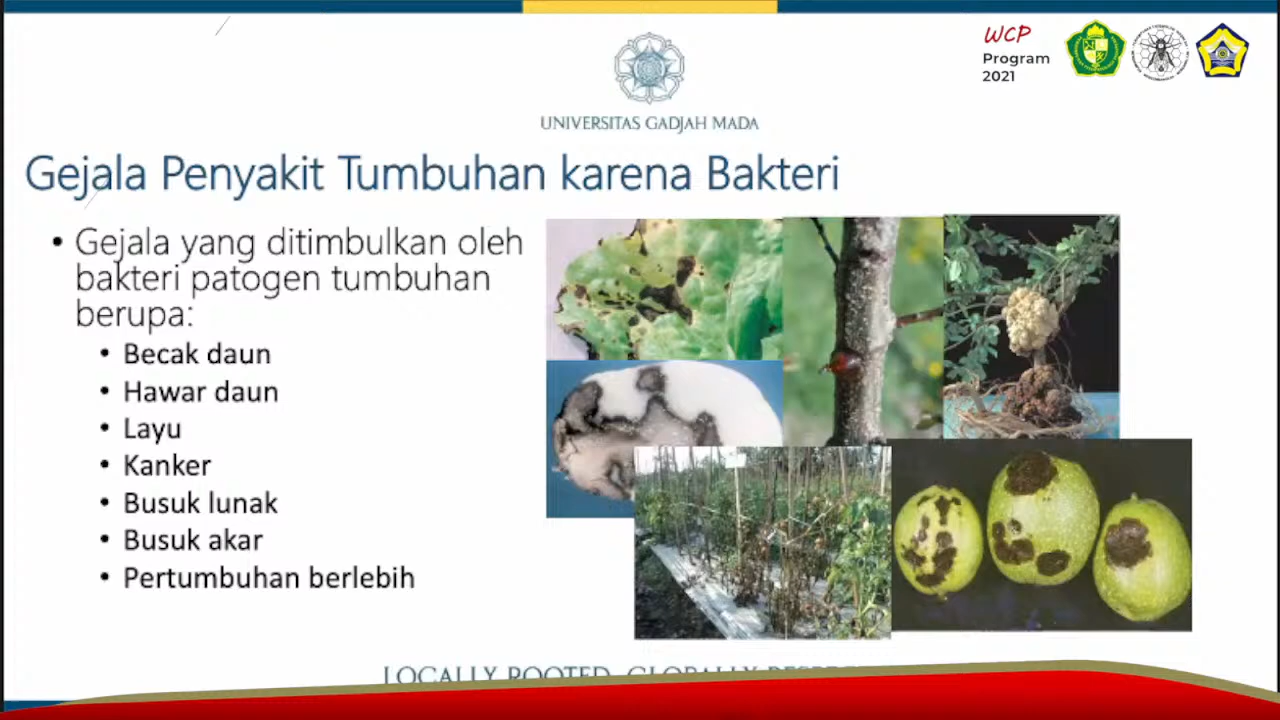 WCP
Program
2021
UNIVERSITAS GADJAH MADA
Gejala Penyakit Tumbuhan karena Bakteri
• Gejala yang ditimbulkan oleh
bakteri patogen tumbuhan
berupa:
• Becak daun
• Hawar daun
• Layu
• Kanker
• Busuk lunak
• Busuk akar
• Pertumbuhan berlebih
LOCALLY ROOTED, GLOBALLY